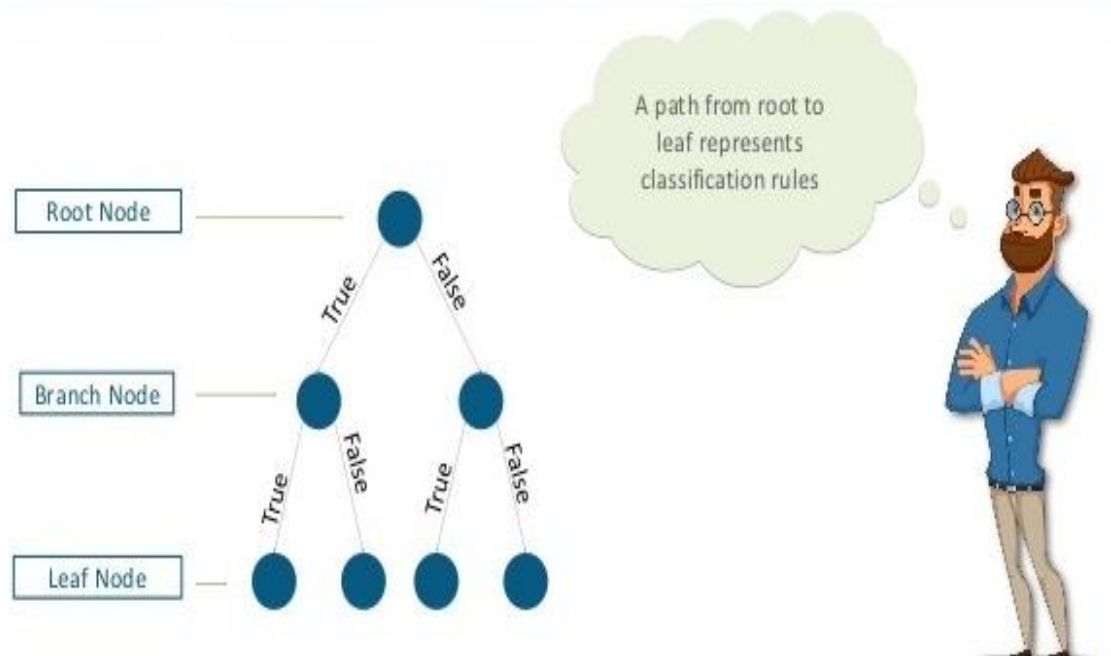 A path from root to
leaf represents
classification rules
Root Node
True
False
Branch Node
True
False
True
False
Leaf Node